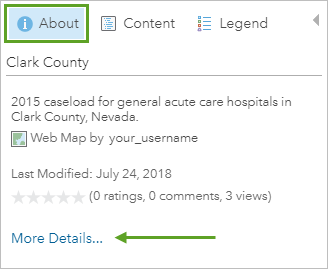 About Content Legend
Clark County
2015 caseload for general acute care hospitals in
Clark County, Nevada.
Web Map by your_username
Last Modified: July 24, 2018
(0 ratings, 0 comments, 3 views)
More Details...